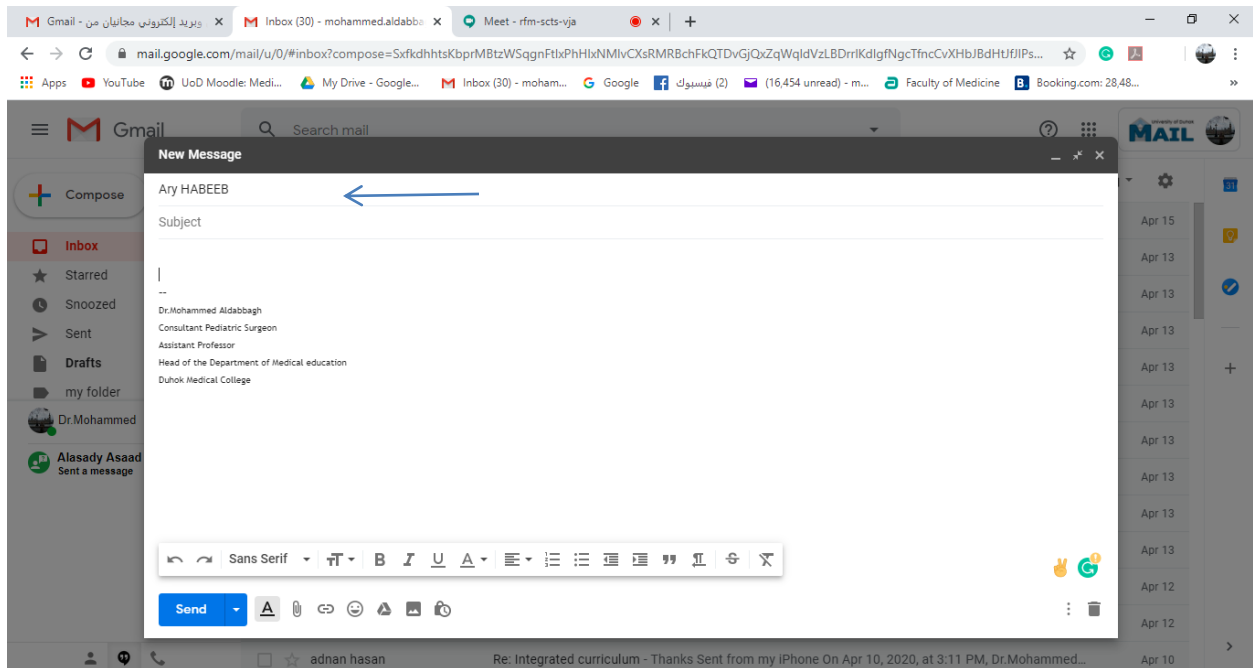 Gmail - وبريد إلكتروني مجانيان من
Inbox (30) - mohammed.aldabba
Meet - rfm-scts-vja
mail.google.com/mail/u/0/#inbox?compose=SxfkdhhtsKbprMBtzWSqgnFtlxPhHlxNMlvCXsRMRBchFkQTDvGjQxZqWqldVzLBDrrlKdlgfNgcTfncCvXHbJBdHtJfJlPs...
Apps
YouTube
UoD Moodle: Medi...
My Drive - Google...
Inbox (30) - moham...
Google
(2) فيسبوك
(16,454 unread) - m...
Faculty of Medicine
Booking.com: 28,48...
Gmail
Search mail
University of Duhok
MAIL
New Message
Compose
Ary HABEEB
Subject
Inbox
Starred
Snoozed
Sent
Drafts
my folder
Dr.Mohammed
Alasady Asaad
Sent a message
--
Dr.Mohammed Aldabbagh
Consultant Pediatric Surgeon
Assistant Professor
Head of the Department of Medical education
Duhok Medical College
31
Apr 15
Apr 13
Apr 13
Apr 13
Apr 13
Apr 13
Apr 13
Apr 13
Apr 13
Apr 13
Apr 12
Apr 12
Sans Serif
Send
adnan hasan
Re: Integrated curriculum - Thanks Sent from my iPhone On Apr 10, 2020, at 3:11 PM, Dr.Mohammed...
Apr 10